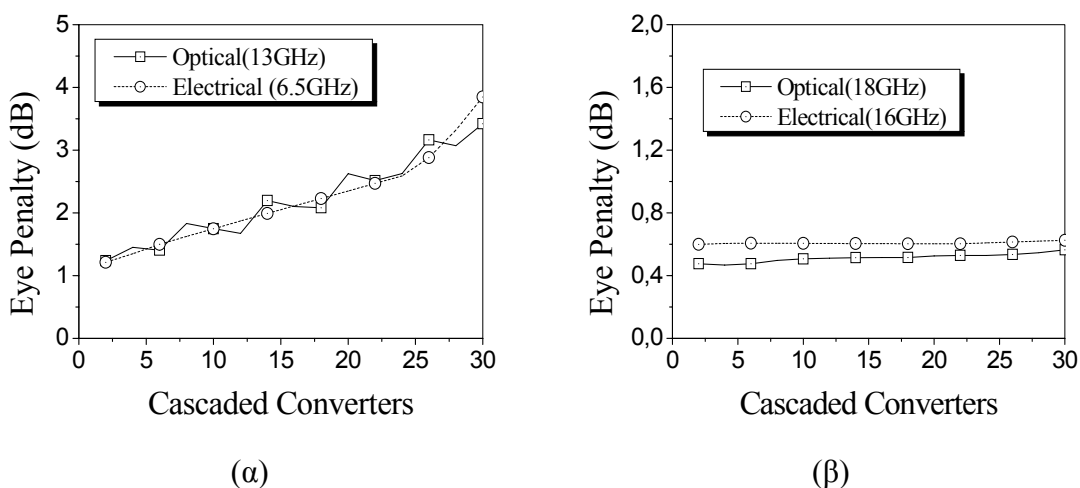 5
4
3
2
1
0
Eye Penalty (dB)
Optical(13GHz)
Electrical (6.5GHz)
0 5 10 15 20 25 30
Cascaded Converters
(α)
2,0
1,6
1,2
0,8
0,4
0,0
Eye Penalty (dB)
Optical(18GHz)
Electrical(16GHz)
0 5 10 15 20 25 30
Cascaded Converters
(β)